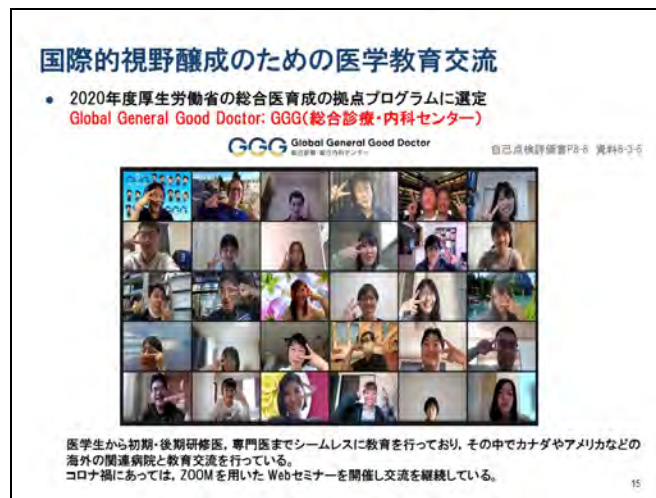 国際的視野醸成のための医学教育交流
● 2020年度厚生労働省の総合医育成の拠点プログラムに選定
Global General Good Doctor: GGG(総合診療・内科センター)
GGG Global General Good Doctor
自己点検評価書P8-8 資料8-3-5
医学生から初期・後期研修医，専門医までシームレスに教育を行っており，その中でカナダやアメリカなどの
海外の関連病院と教育交流を行っている。
コロナ禍にあっては，ZOOMを用いた Webセミナーを開催し交流を継続している。
15